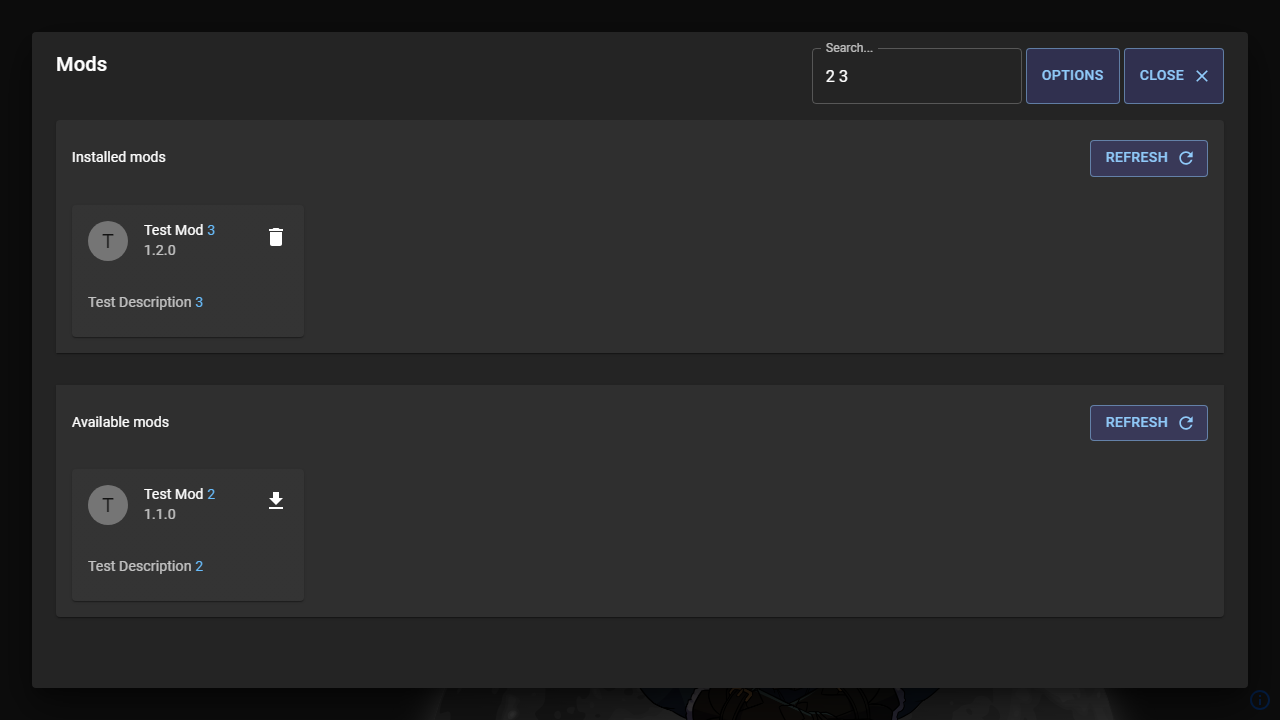 Mods
Search...
2 3
OPTIONS
CLOSE
Installed mods
REFRESH
T
Test Mod 3
1.2.0
Test Description 3
Available mods
REFRESH
T
Test Mod 2
1.1.0
Test Description 2